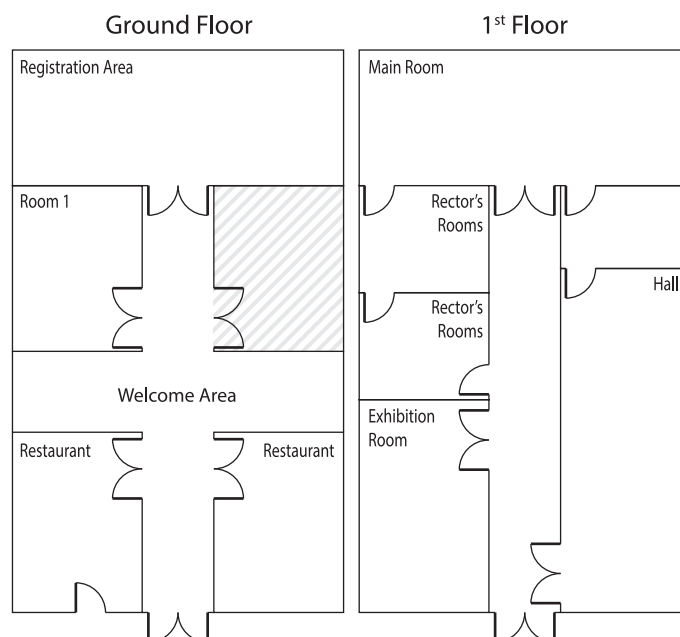 Ground Floor
Registration Area
Room 1
Welcome Area
Restaurant
Restaurant
1st Floor
Main Room
Rector's
Rooms
Rector's
Rooms
Hall
Exhibition
Room